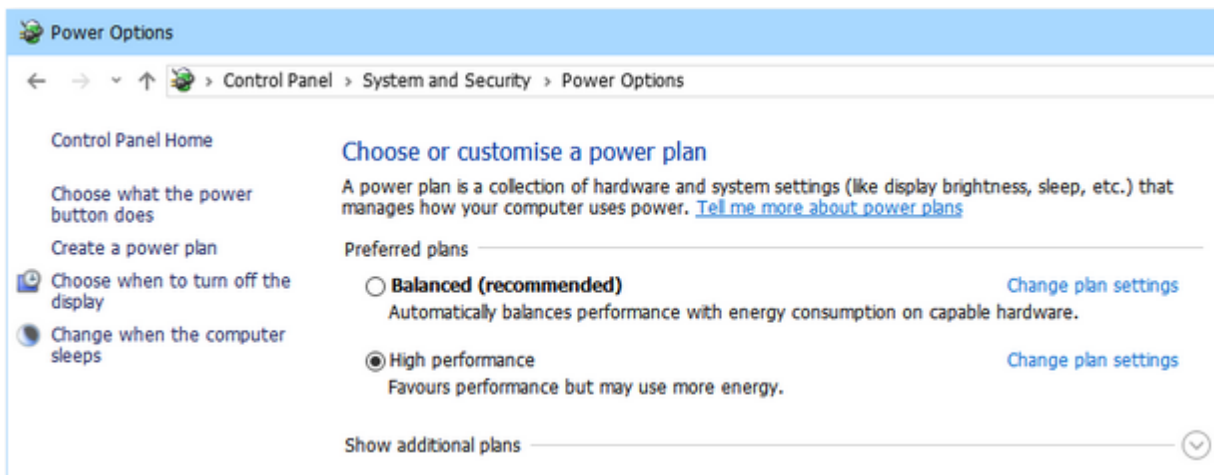 Power Options
Control Panel > System and Security > Power Options
Control Panel Home
Choose what the power
button does
Create a power plan
Choose when to turn off the
display
Change when the computer
sleeps
Choose or customise a power plan
A power plan is a collection of hardware and system settings (like display brightness, sleep, etc.) that
manages how your computer uses power. Tell me more about power plans
Preferred plans
Balanced (recommended) Change plan settings
Automatically balances performance with energy consumption on capable hardware.
High performance Change plan settings
Favours performance but may use more energy.
Show additional plans